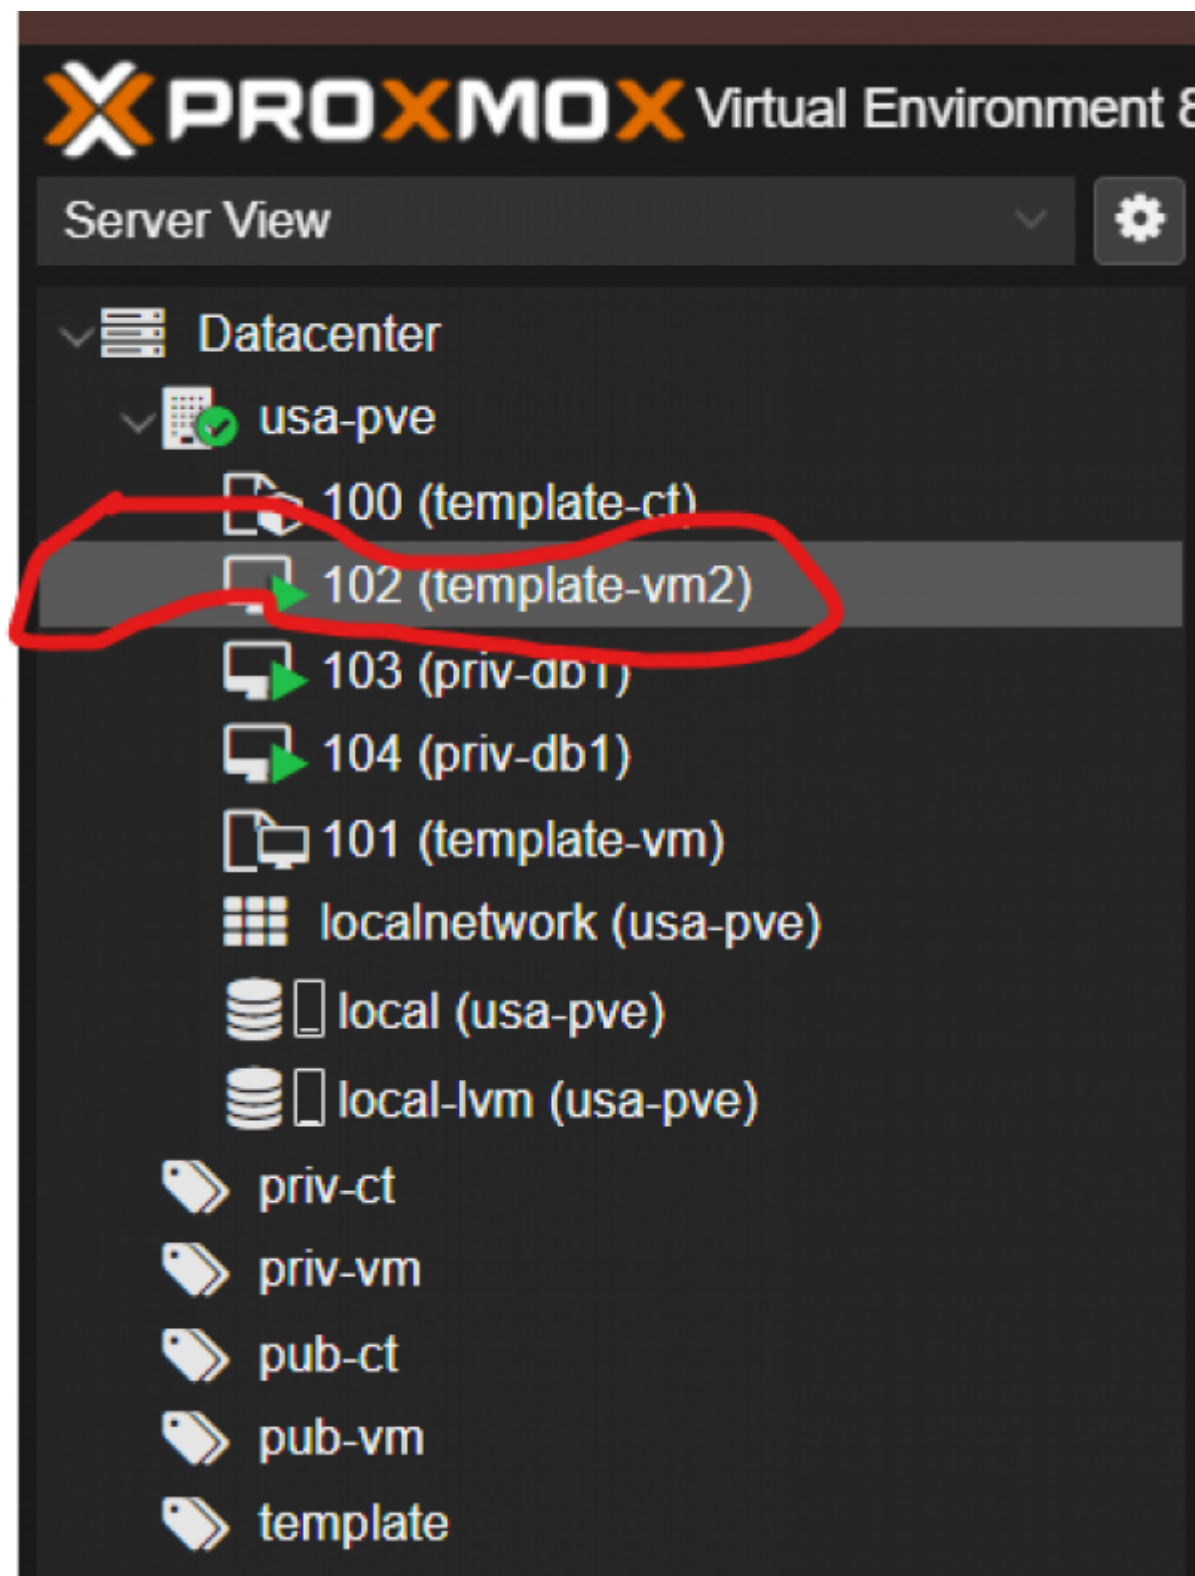 PROXMOX Virtual Environment 8
Server View
Datacenter
usa-pve
100 (template-ct)
102 (template-vm2)
103 (priv-db1)
104 (priv-db1)
101 (template-vm)
localnetwork (usa-pve)
local (usa-pve)
local-lvm (usa-pve)
priv-ct
priv-vm
pub-ct
pub-vm
template